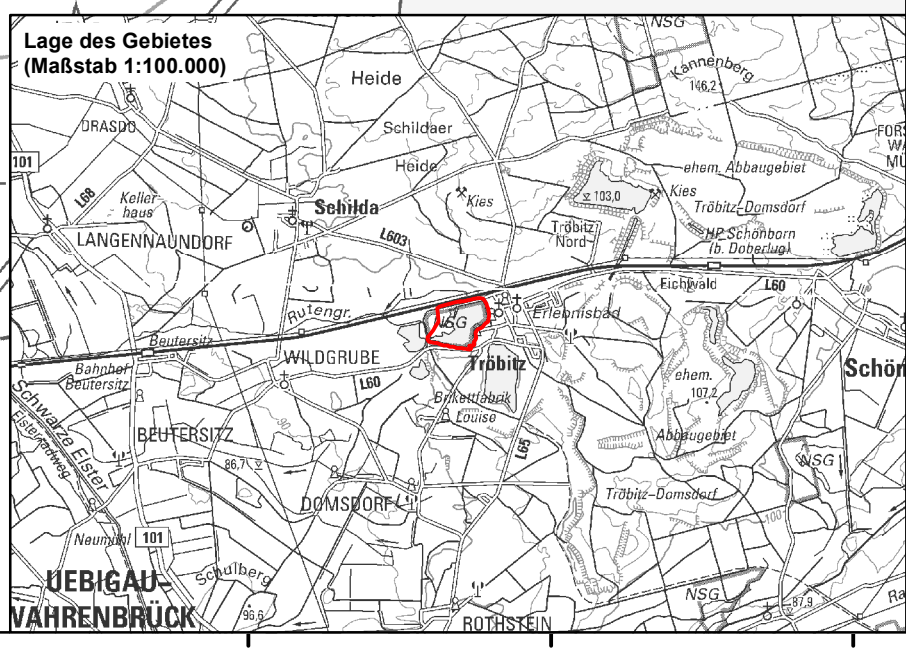 Lage des Gebietes
(Maßstab 1:100.000)
NSG
Kannenberg
146,2
Heide
DRASDO
Schildaer
Heide
101
L68
Keller-
haus
Schilda
Kies
103,0
Kies
ehem. Abbaugebiet
Tröbitz-Domsdorf
LANGENNAUNDORF
L603
Tröbitz
Nord
HP Schönborn
(b. Doberlug)
Eichwald
L60
Rutengr.
NSG
Erlebnisbad
Beutersitz
WILDGRUBE
Tröbitz
Bahnhof
Beutersitz
L60
ehem.
107,2
Schön
Brikettfabrik
Louise
Schwarze Elster
Elsterradweg
BEUTERSITZ
L65
Abbaugebiet
86,7
NSG
DOMSDORF
Tröbitz-Domsdorf
100
Neumühl
101
UEBIGAU-
WAHRENBRÜCK
Schulberg
96,6
ROTHSTEIN
NSG
87,9
Ra